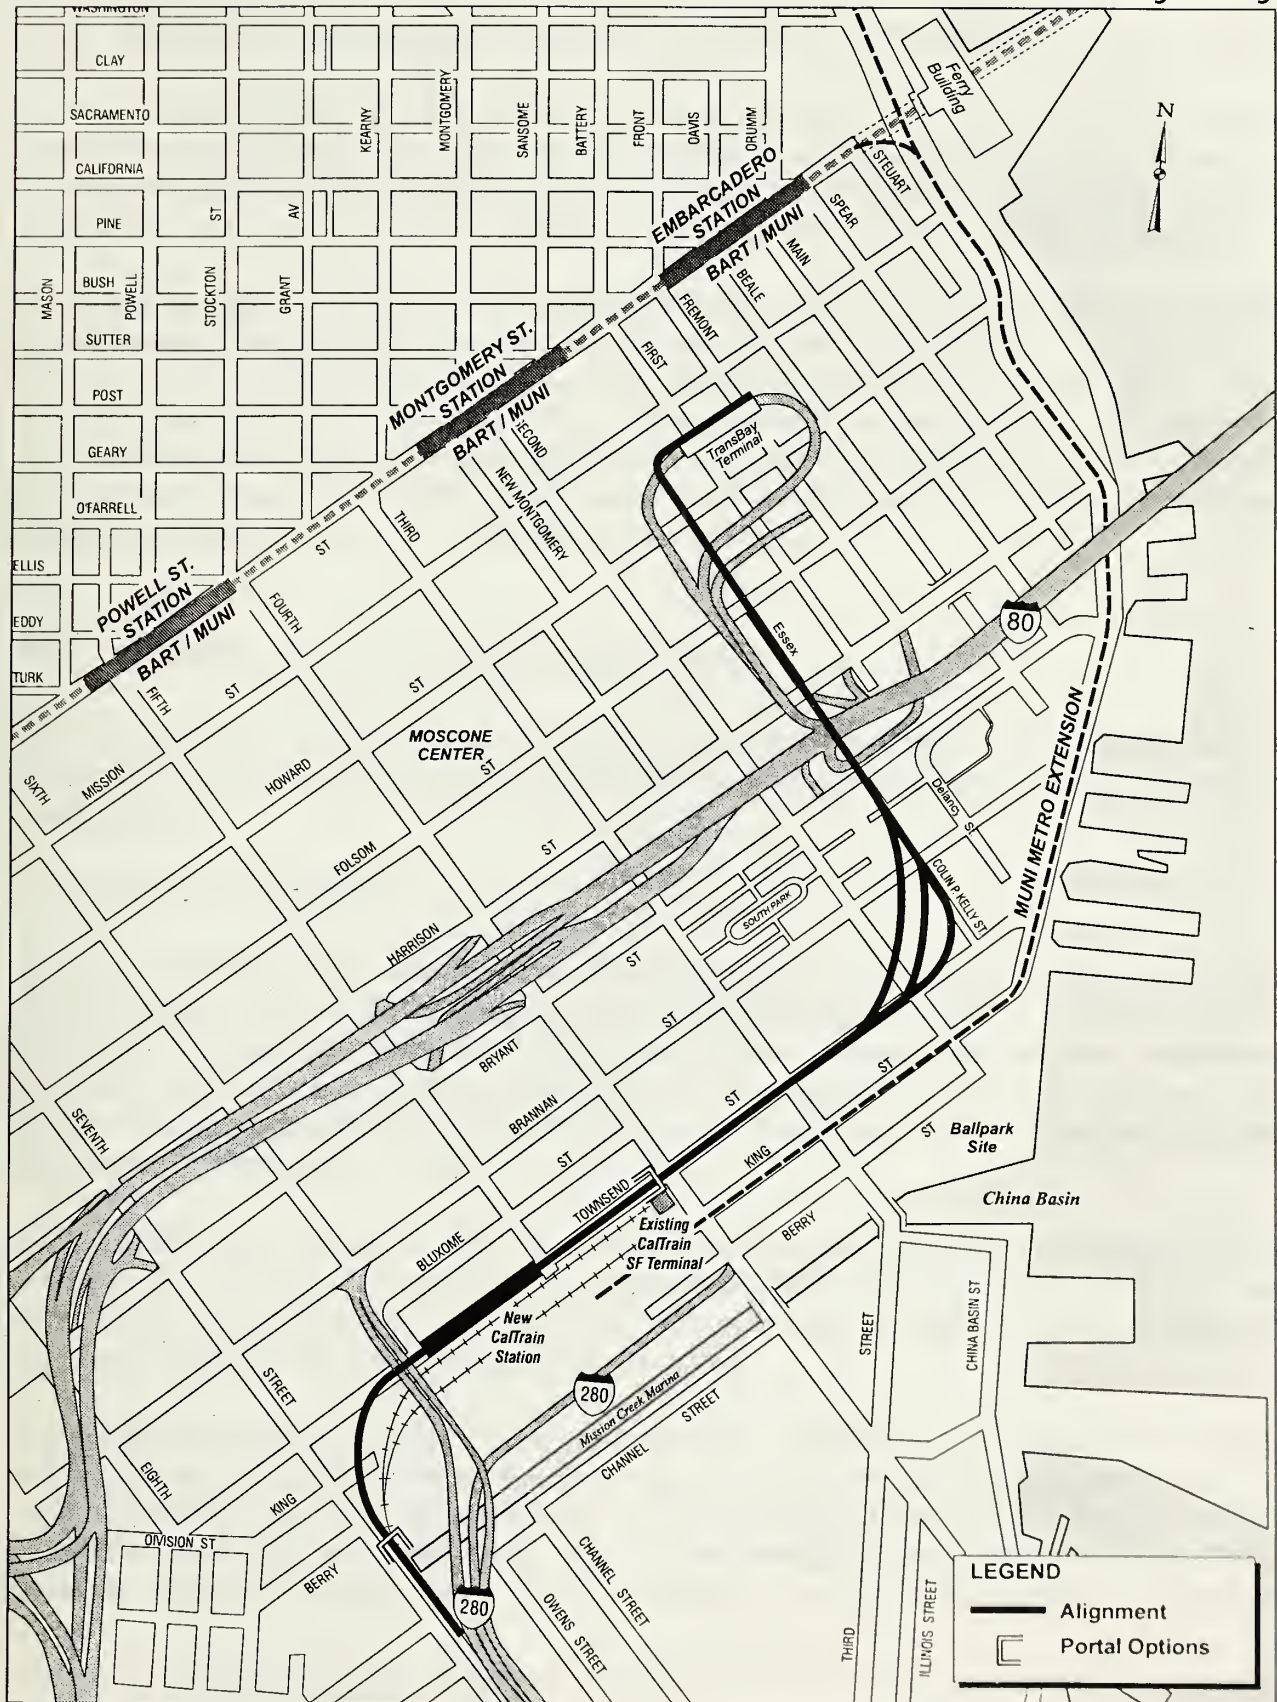 WASHINGTON
CLAY
SACRAMENTO
CALIFORNIA
PINE
BUSH
SUTTER
POST
GEARY
O'FARRELL
ELLIS
EDDY
TURK
MASON
POWELL
ST
STOCKTON
AV
GRANT
KEARNY
MONTGOMERY
SANSOME
BATTERY
FRONT
DAVIS
DRUMM
Ferry
Building
N
STEUART
SPEAR
MAIN
BEALE
FREMONT
FIRST
EMBARCADERO
STATION
BART / MUNI
MONTGOMERY ST.
STATION
BART / MUNI
SECOND
NEW MONTGOMERY
THIRD
ST
FOURTH
POWELL ST.
STATION
BART / MUNI
FIFTH
ST
SIXTH
MISSION
HOWARD
ST
MOSCONE
CENTER
ST
FOLSOM
ST
HARRISON
TransBay
Terminal
Essex
80
Delancy St.
COLIN P. KELLY ST.
MUNI METRO EXTENSION
SOUTH PARK
ST
ST
BRYANT
BRANNAN
ST
ST
ST
SEVENTH
TOWNSEND
KING
ST
Ballpark
Site
China Basin
BLUXOME
Existing
CalTrain
SF Terminal
BERRY
New
CalTrain
Station
STREET
CHINA BASIN ST
STREET
280
Mission Creek Marina
STREET
CHANNEL
EIGHTH
KING
DIVISION ST
BERRY
280
OWENS STREET
CHANNEL STREET
THIRD
ILLINOIS STREET
LEGEND
Alignment
Portal Options